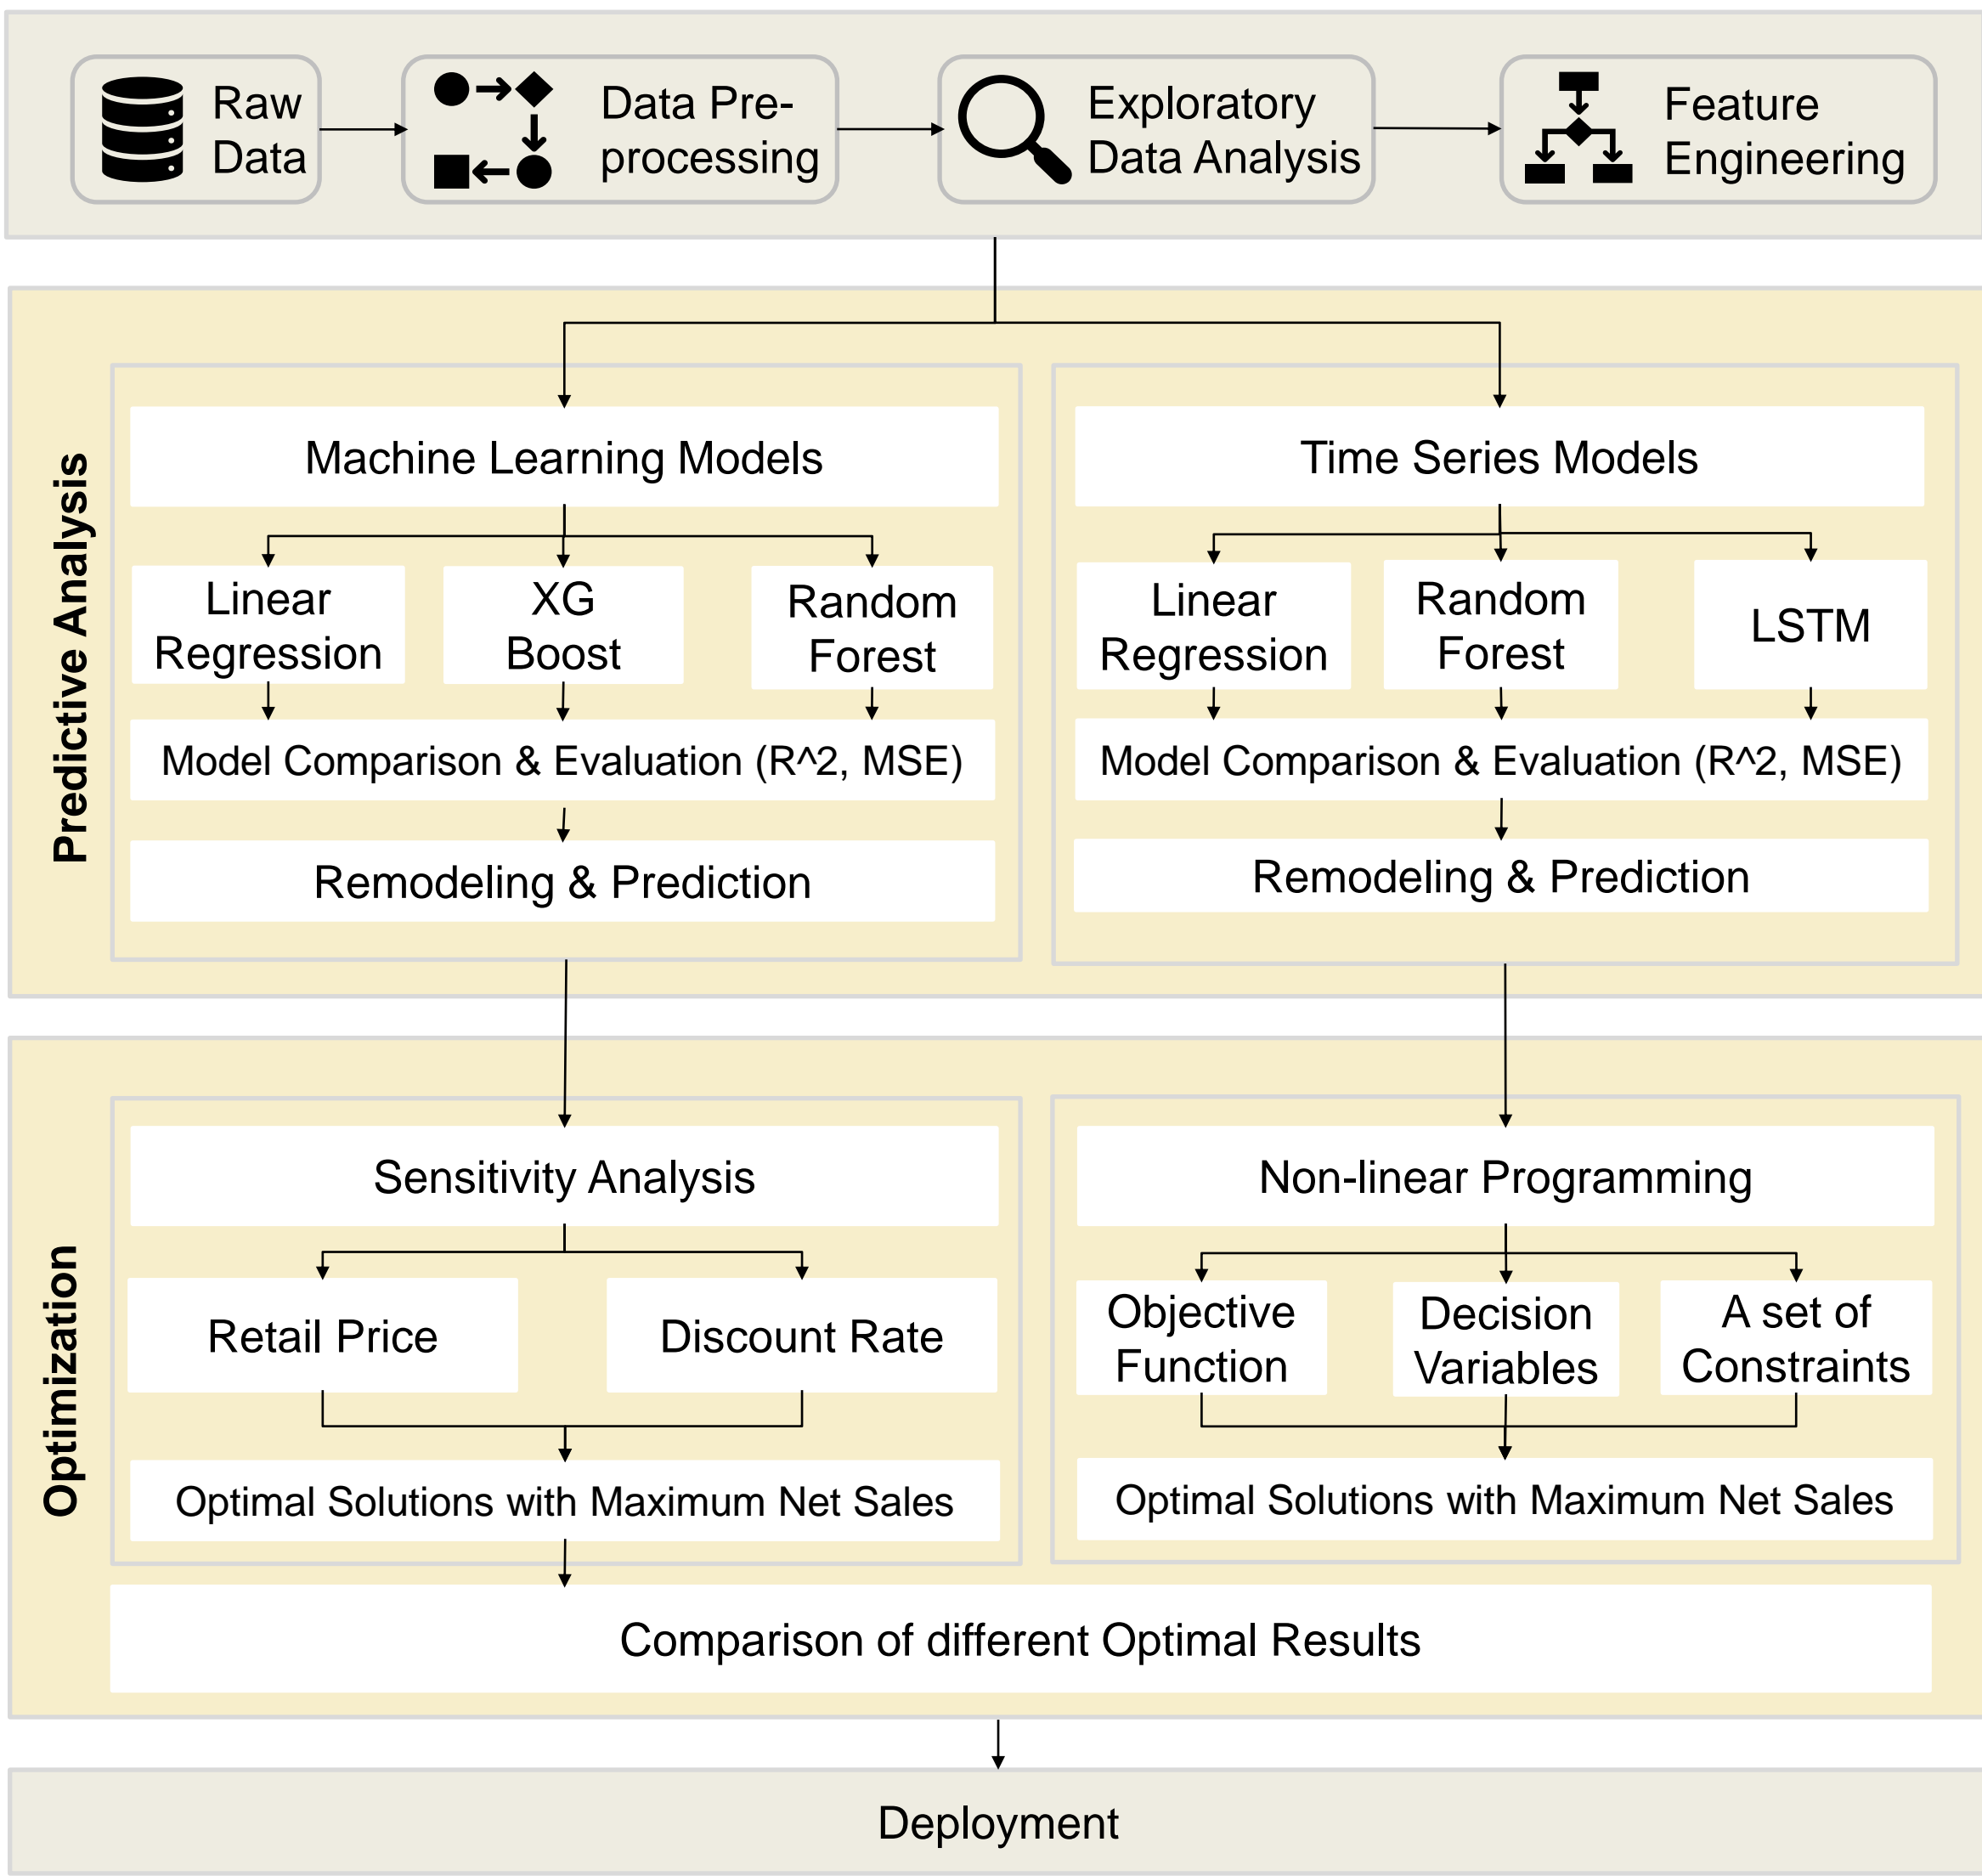 Raw
Data
Data Pre-
processing
Exploratory
Data Analysis
Feature
Engineering
Predictive Analysis
Machine Learning Models
Linear
Regression
XG
Boost
Random
Forest
Model Comparison & Evaluation (R^2, MSE)
Remodeling & Prediction
Time Series Models
Linear
Regression
Random
Forest
LSTM
Model Comparison & Evaluation (R^2, MSE)
Remodeling & Prediction
Optimization
Sensitivity Analysis
Retail Price
Discount Rate
Optimal Solutions with Maximum Net Sales
Non-linear Programming
Objective
Function
Decision
Variables
A set of
Constraints
Optimal Solutions with Maximum Net Sales
Comparison of different Optimal Results
Deployment